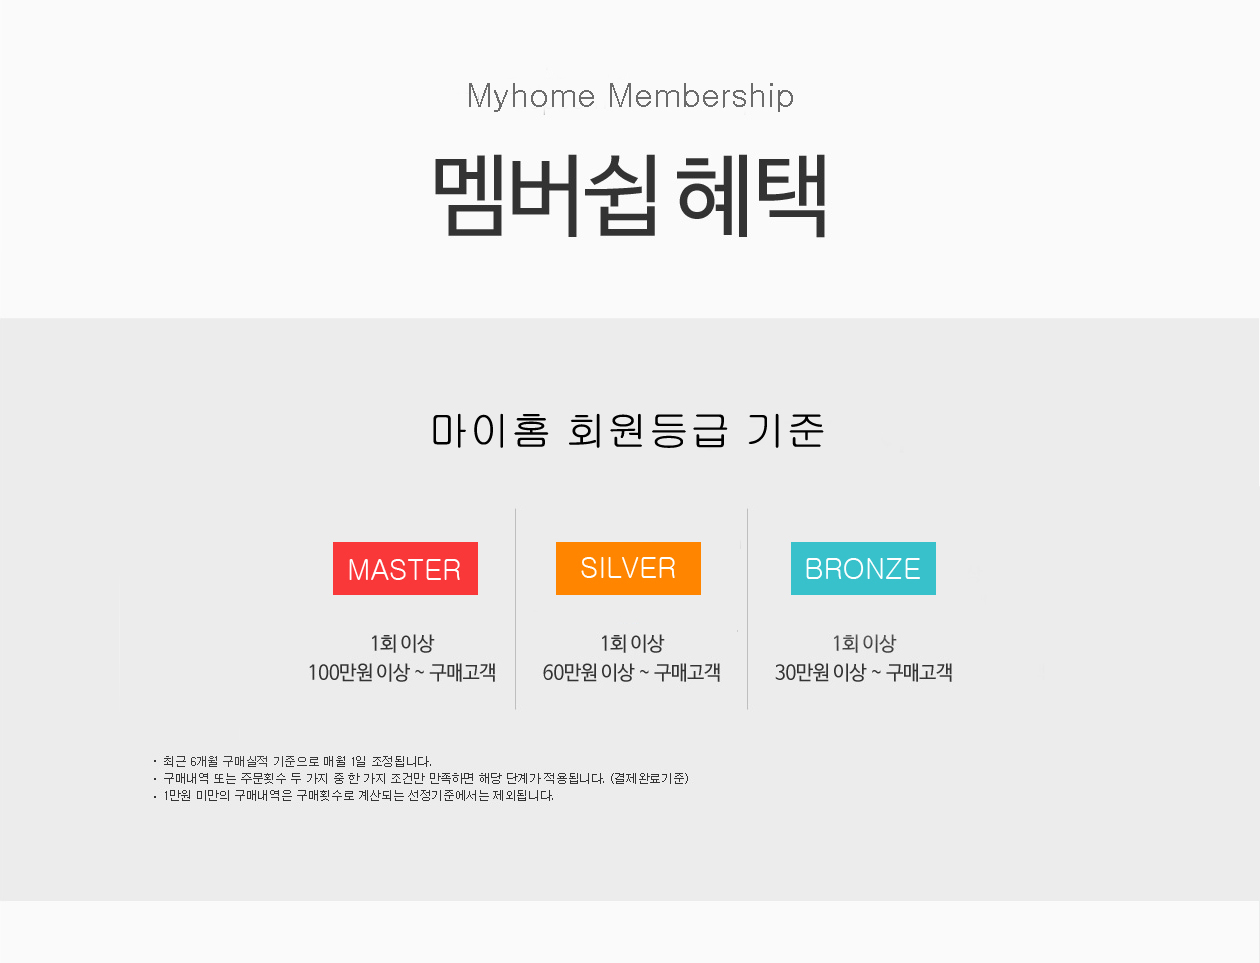 Myhome Membership
멤버쉽 혜택
마이홈 회원등급 기준
MASTER
1회 이상
100만원 이상 ~ 구매고객
SILVER
1회 이상
60만원 이상 ~ 구매고객
BRONZE
1회 이상
30만원 이상 ~ 구매고객
· 최근 6개월 구매실적 기준으로 매월 1일 조정됩니다.
· 구매내역 또는 주문횟수 두 가지 중 한 가지 조건만 만족하면 해당 단계가 적용됩니다. (결제완료기준)
· 1만원 미만의 구매내역은 구매횟수로 계산되는 선정기준에서는 제외됩니다.